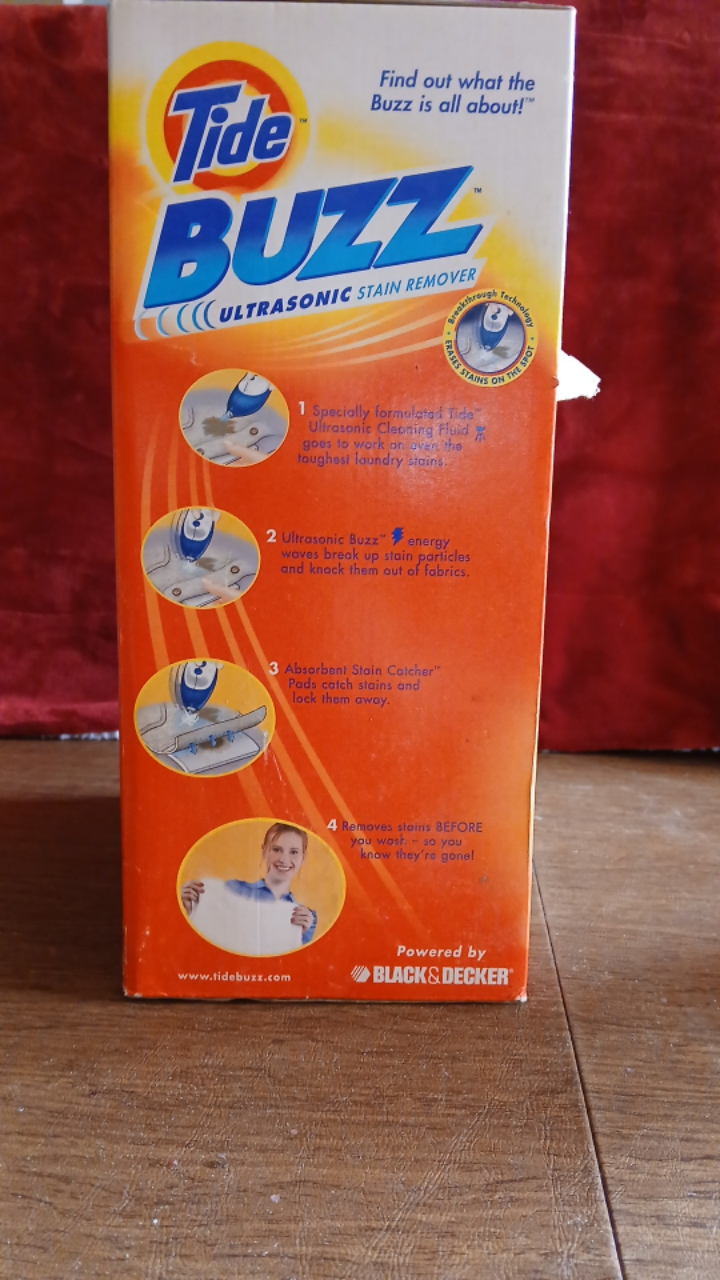 Find out what the
Buzz is all about!™
Tide™
BUZZ™
ULTRASONIC STAIN REMOVER
Breakthrough Technology
• ERASES STAINS ON THE SPOT •
1 Specially formulated Tide™
Ultrasonic Cleaning Fluid
goes to work on even the
toughest laundry stains.
2 Ultrasonic Buzz™ energy
waves break up stain particles
and knock them out of fabrics.
3 Absorbent Stain Catcher™
Pads catch stains and
lock them away.
4 Removes stains BEFORE
you wash – so you
know they're gone!
Powered by
www.tidebuzz.com
BLACK&DECKER®